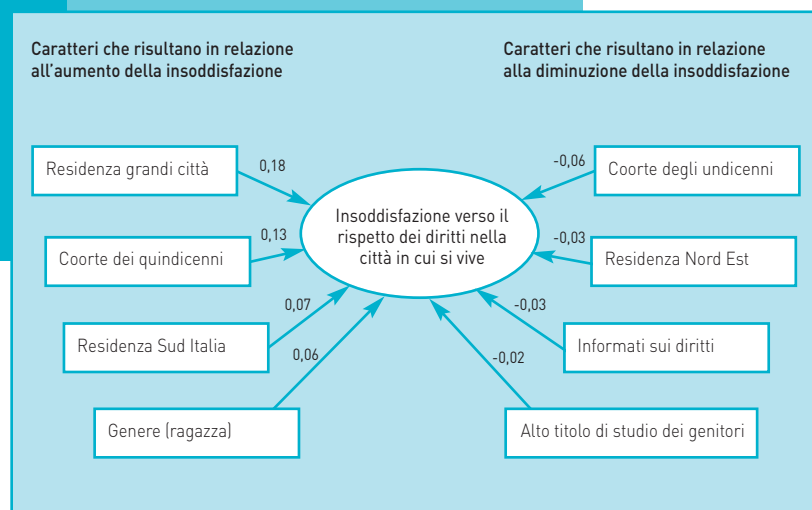 Caratteri che risultano in relazione
all'aumento della insoddisfazione
Caratteri che risultano in relazione
alla diminuzione della insoddisfazione
Residenza grandi città
0,18
Coorte dei quindicenni
0,13
Residenza Sud Italia
0,07
Genere (ragazza)
0,06
Insoddisfazione verso il
rispetto dei diritti nella
città in cui si vive
-0,06
Coorte degli undicenni
-0,03
Residenza Nord Est
-0,03
Informati sui diritti
-0,02
Alto titolo di studio dei genitori